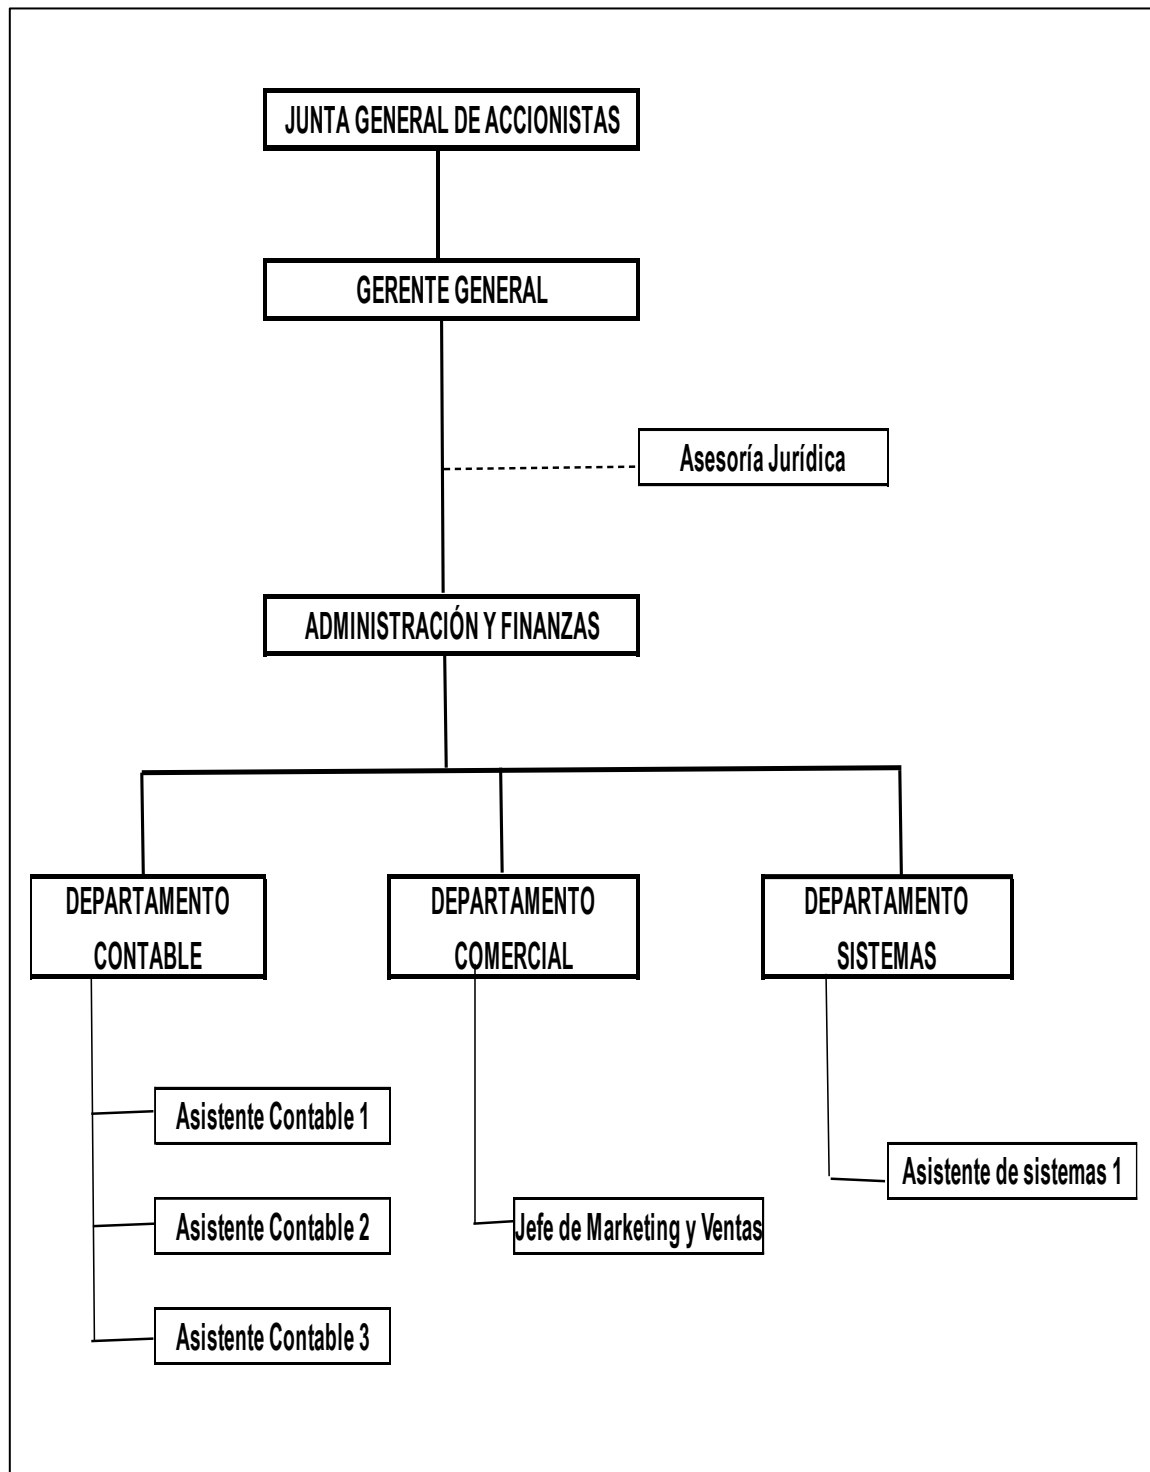 JUNTA GENERAL DE ACCIONISTAS
GERENTE GENERAL
Asesoría Jurídica
ADMINISTRACIÓN Y FINANZAS
DEPARTAMENTO
CONTABLE
DEPARTAMENTO
COMERCIAL
DEPARTAMENTO
SISTEMAS
Asistente Contable 1
Asistente Contable 2
Asistente Contable 3
Jefe de Marketing y Ventas
Asistente de sistemas 1